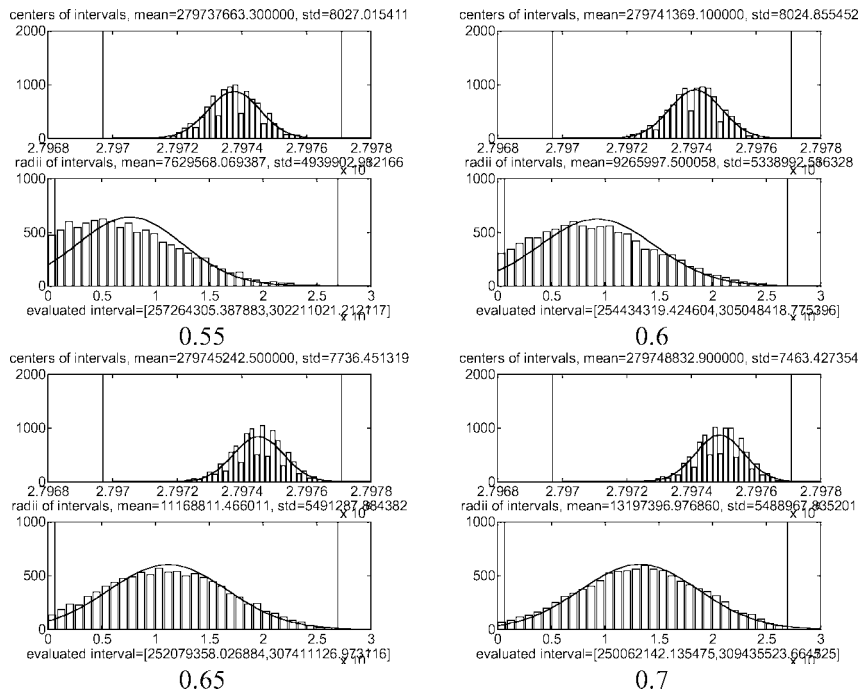 centers of intervals, mean=279737663.300000, std=8027.015411
2000
1000
0
2.7968 2.797 2.7972 2.7974 2.7976 2.7978
radii of intervals, mean=7629568.069387, std=4939902.982166
1000
500
0
0 0.5 1 1.5 2 2.5 3
evaluated interval=[257264305.387883,302211021.212117]
0.55
centers of intervals, mean=279741369.100000, std=8024.855452
2000
1000
0
2.7968 2.797 2.7972 2.7974 2.7976 2.7978
radii of intervals, mean=9265997.500058, std=5338992.586328
1000
500
0
0 0.5 1 1.5 2 2.5 3
evaluated interval=[254434319.424604,305048418.775396]
0.6
centers of intervals, mean=279745242.500000, std=7736.451319
2000
1000
0
2.7968 2.797 2.7972 2.7974 2.7976 2.7978
radii of intervals, mean=11168811.466011, std=5491287.884382
1000
500
0
0 0.5 1 1.5 2 2.5 3
evaluated interval=[252079358.026884,307411126.973116]
0.65
centers of intervals, mean=279748832.900000, std=7463.427354
2000
1000
0
2.7968 2.797 2.7972 2.7974 2.7976 2.7978
radii of intervals, mean=13197396.976860, std=5488967.835201
1000
500
0
0 0.5 1 1.5 2 2.5 3
evaluated interval=[250062142.135475,309435523.664525]
0.7